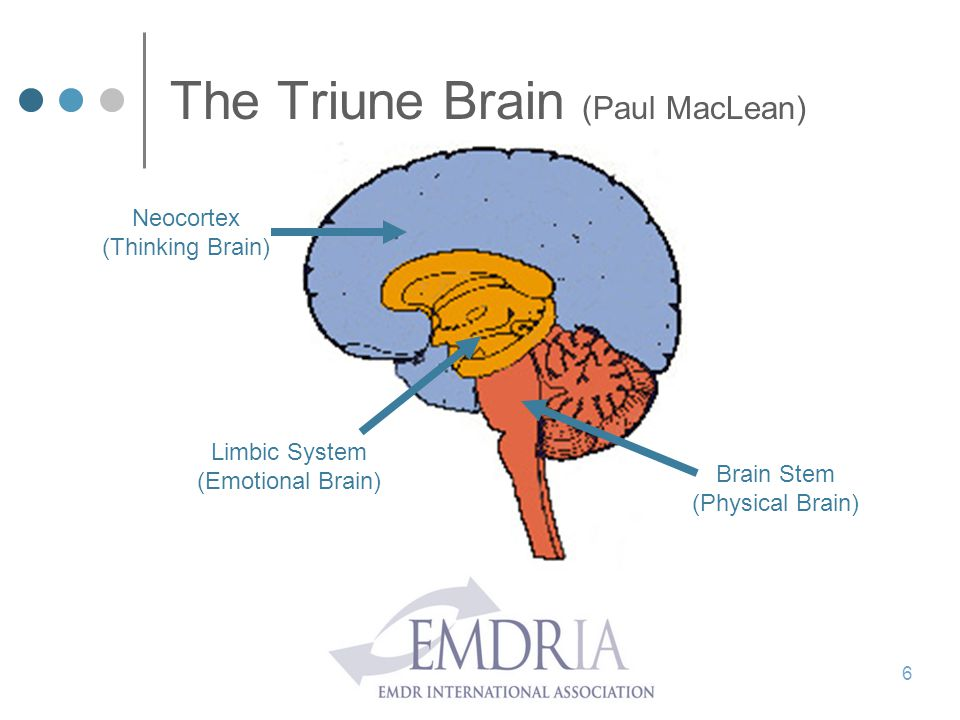 The Triune Brain (Paul MacLean)
Neocortex
(Thinking Brain)
Limbic System
(Emotional Brain)
Brain Stem
(Physical Brain)
EMDRIA
EMDR INTERNATIONAL ASSOCIATION
6